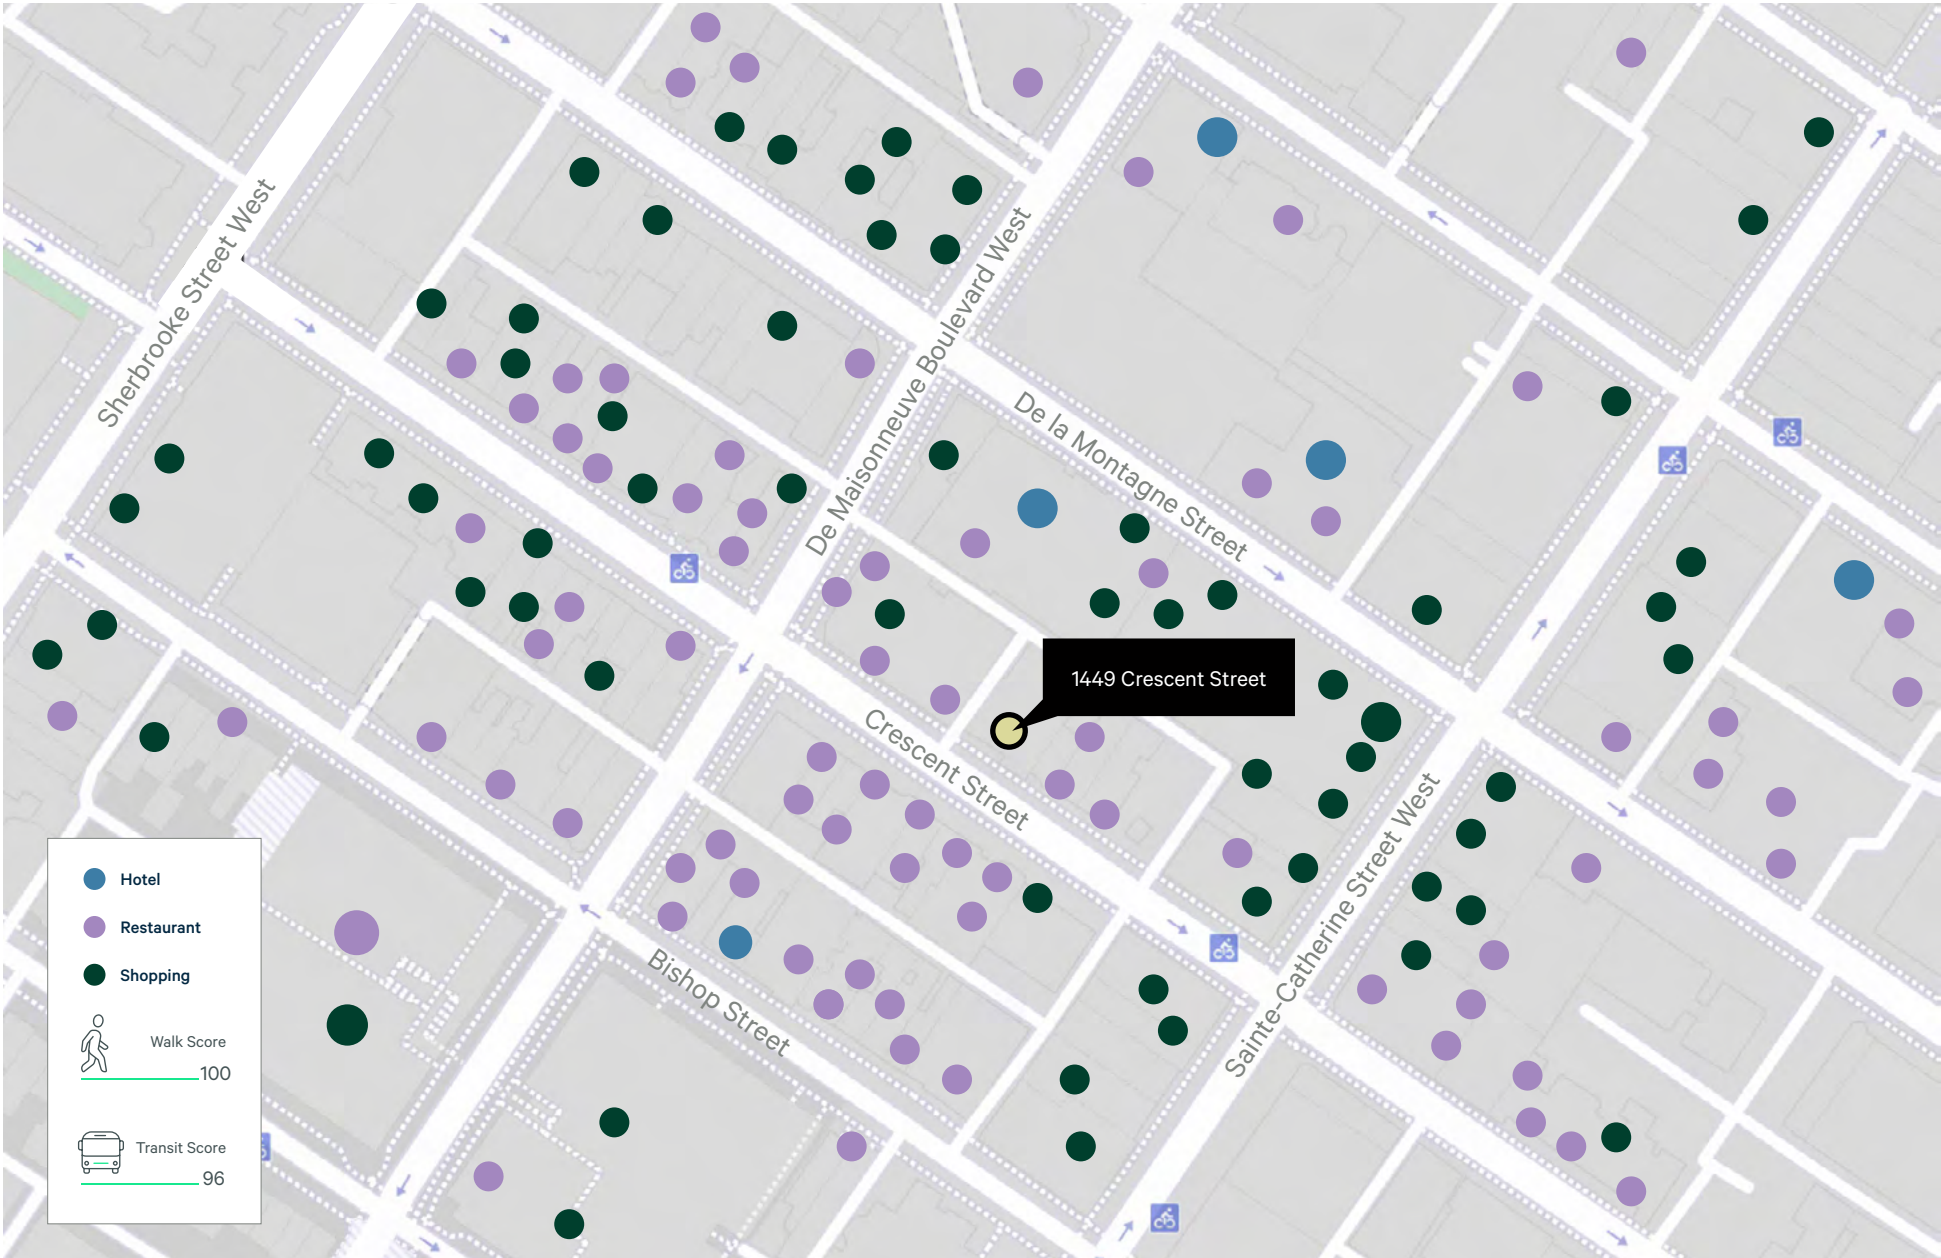 Sherbrooke Street West
De Maisonneuve Boulevard West
De la Montagne Street
1449 Crescent Street
Crescent Street
Sainte-Catherine Street West
Bishop Street
Hotel
Restaurant
Shopping
Walk Score
100
Transit Score
96